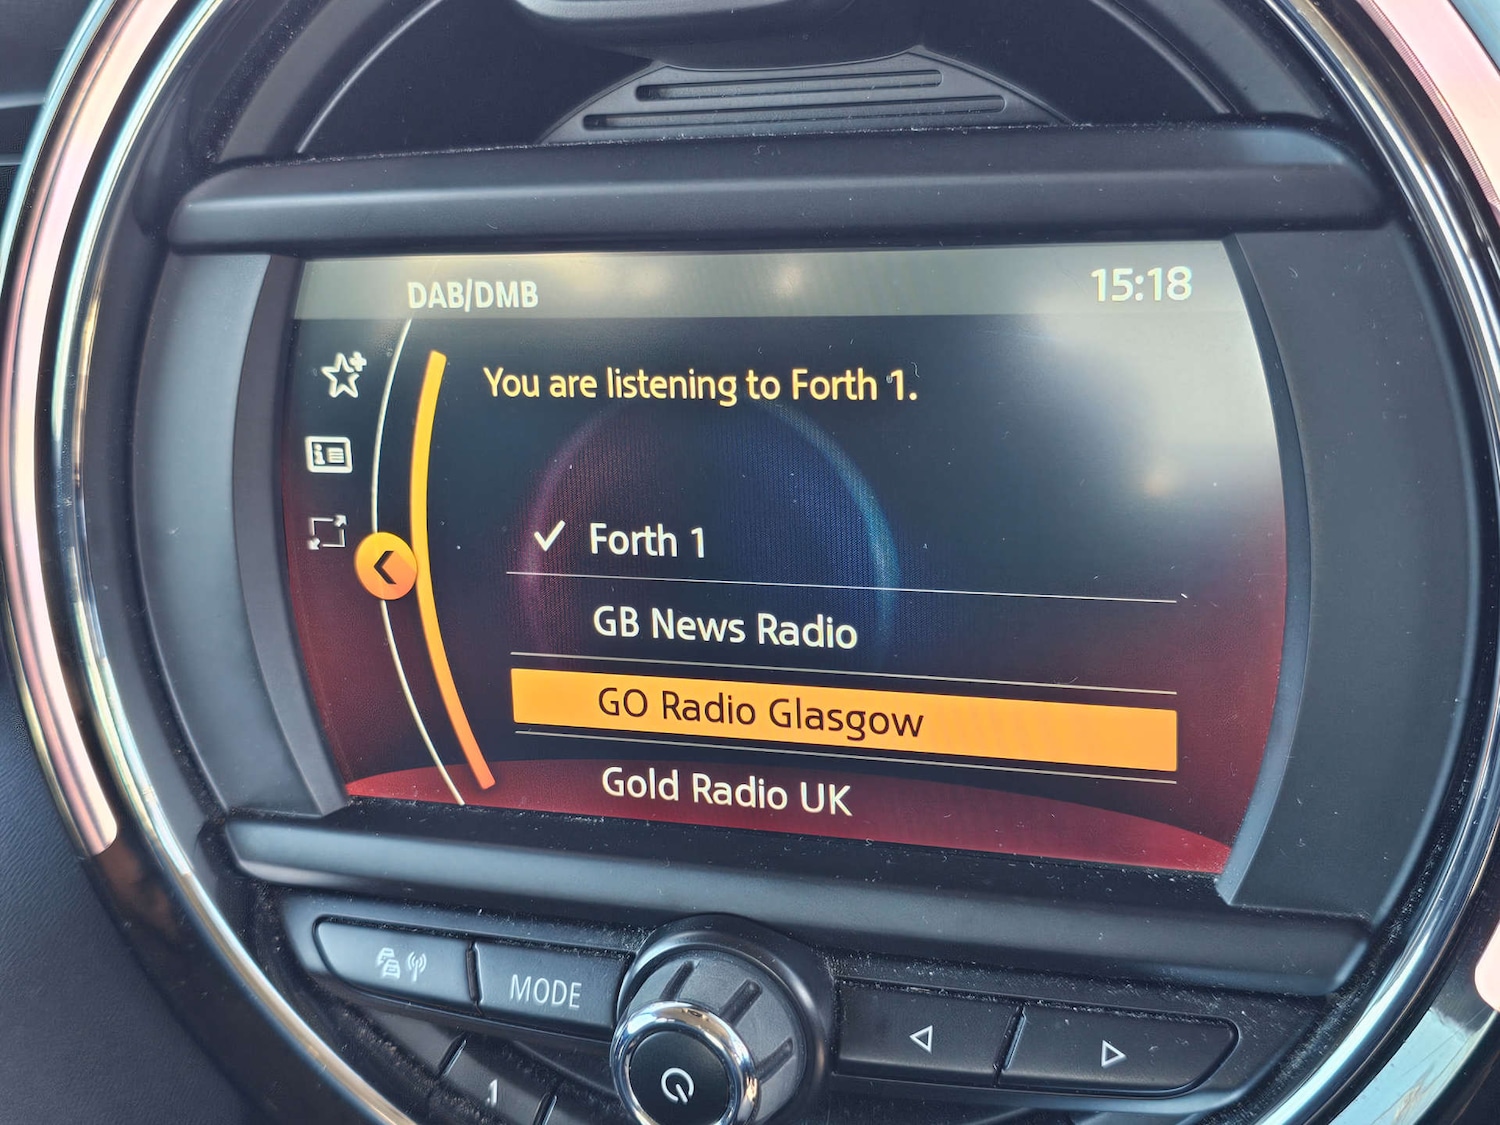 DAB/DMB
15:18
You are listening to Forth 1.
Forth 1
GB News Radio
GO Radio Glasgow
Gold Radio UK
MODE
1